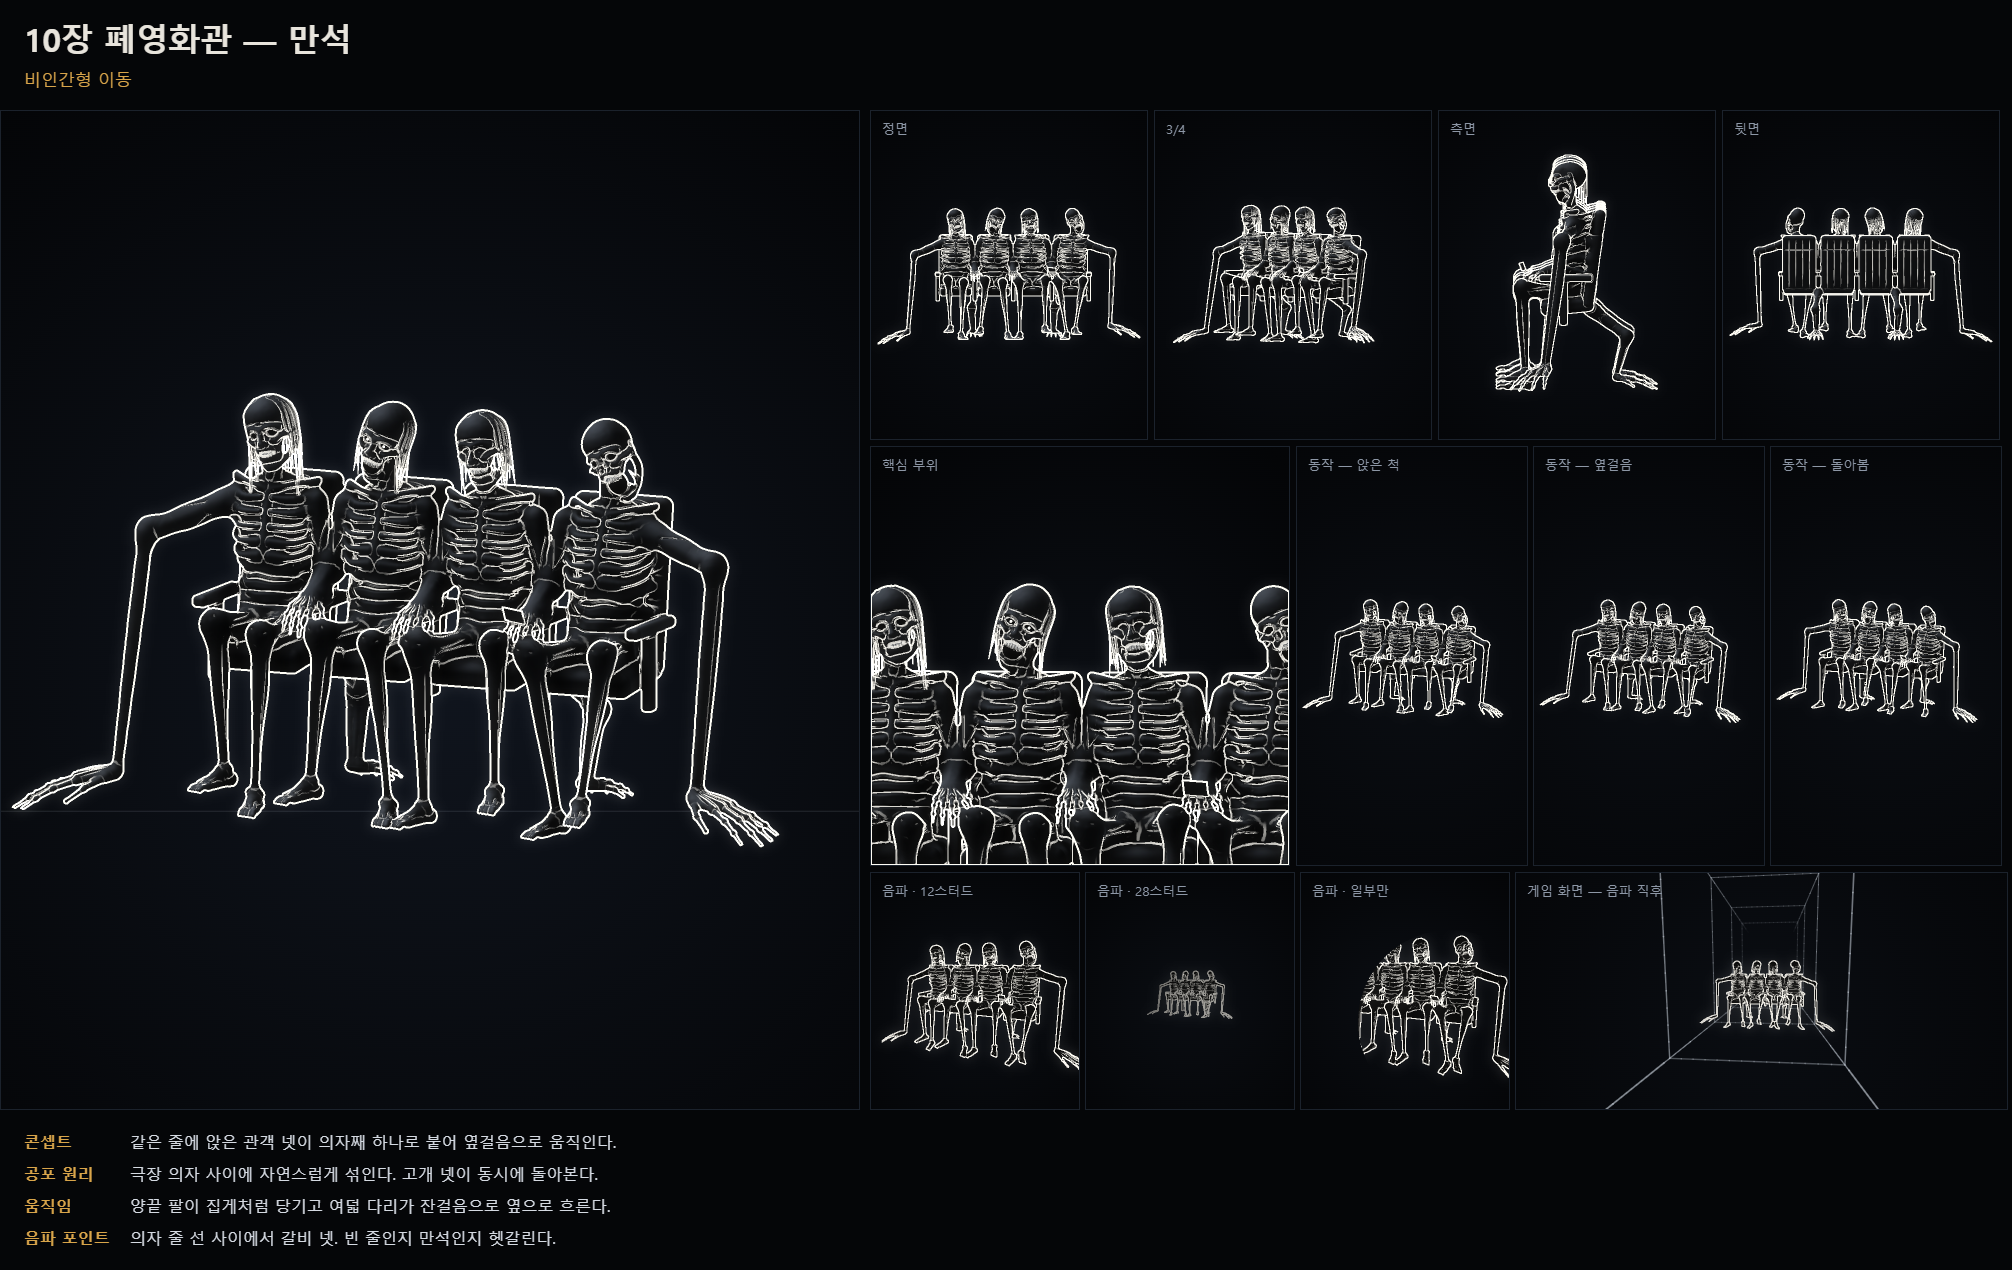 10장 폐영화관 — 만석
비인간형 이동
정면
3/4
측면
뒷면
핵심 부위
동작 — 앉은 척
동작 — 옆걸음
동작 — 돌아봄
음파 · 12스터드
음파 · 28스터드
음파 · 일부만
게임 화면 — 음파 직후
콘셉트 같은 줄에 앉은 관객 넷이 의자째 하나로 붙어 옆걸음으로 움직인다.
공포 원리 극장 의자 사이에 자연스럽게 섞인다. 고개 넷이 동시에 돌아본다.
움직임 양끝 팔이 집게처럼 당기고 여덟 다리가 잔걸음으로 옆으로 흐른다.
음파 포인트 의자 줄 선 사이에서 갈비 넷. 빈 줄인지 만석인지 헷갈린다.